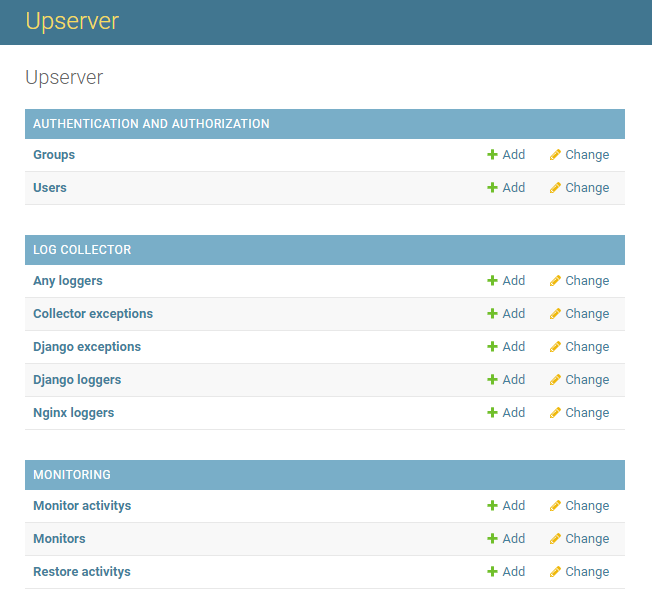 Upserver
Upserver
AUTHENTICATION AND AUTHORIZATION
Groups Add Change
Users Add Change
LOG COLLECTOR
Any loggers Add Change
Collector exceptions Add Change
Django exceptions Add Change
Django loggers Add Change
Nginx loggers Add Change
MONITORING
Monitor activitys Add Change
Monitors Add Change
Restore activitys Add Change